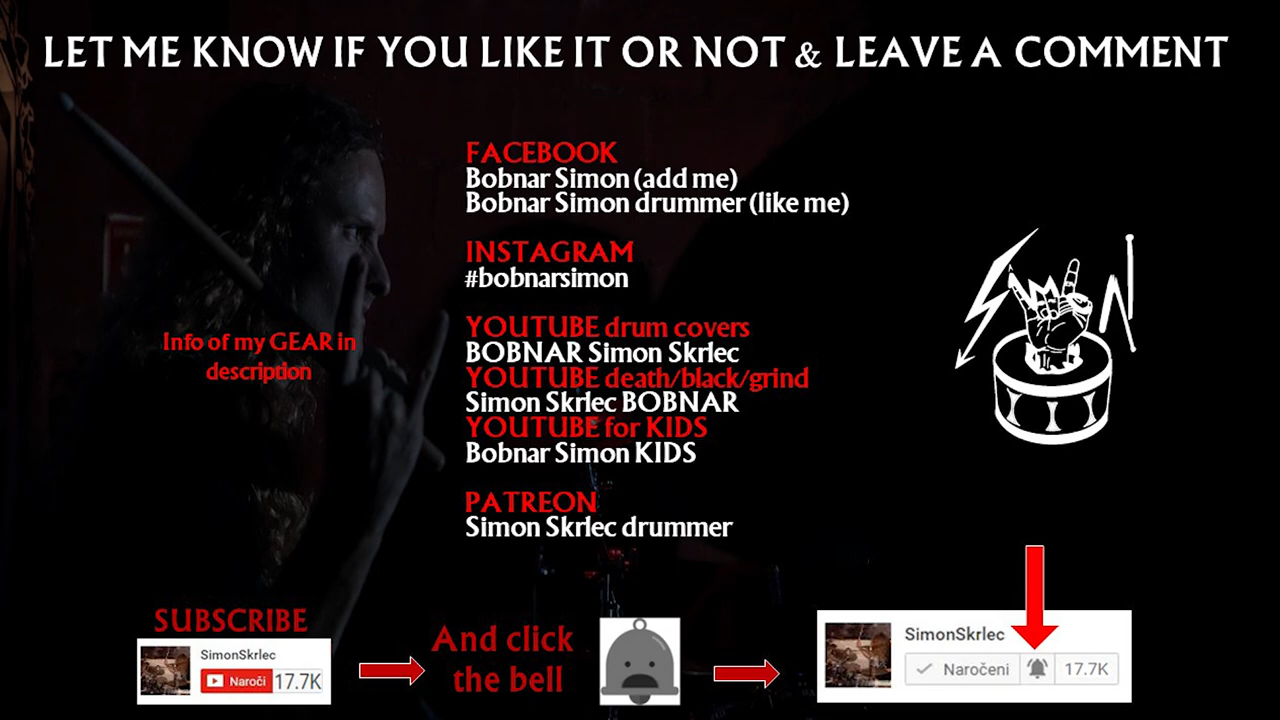 LET ME KNOW IF YOU LIKE IT OR NOT & LEAVE A COMMENT
FACEBOOK
Bobnar Simon (add me)
Bobnar Simon drummer (like me)
INSTAGRAM
#bobnarsimon
Info of my GEAR in
description
YOUTUBE drum covers
BOBNAR Simon Skrlec
YOUTUBE death/black/grind
Simon Skrlec BOBNAR
YOUTUBE for KIDS
Bobnar Simon KIDS
PATREON
Simon Skrlec drummer
SIMON
SUBSCRIBE
SimonSkrlec
Naroči 17.7K
And click
the bell
SimonSkrlec
Naročeni 17.7K